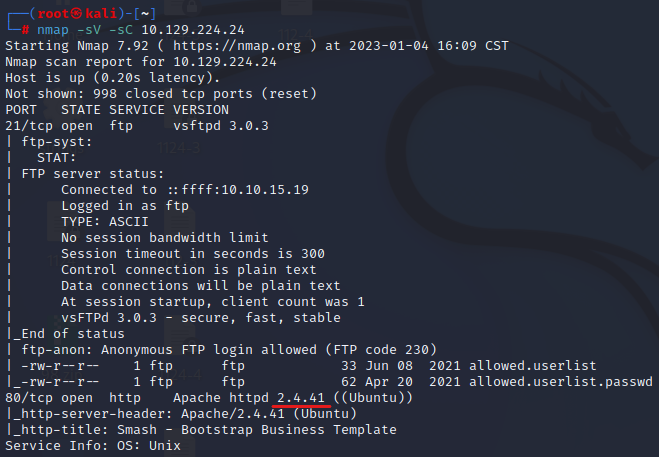 ┌──(root㉿kali)-[~]
└─# nmap -sV -sC 10.129.224.24
Starting Nmap 7.92 ( https://nmap.org ) at 2023-01-04 16:09 CST
Nmap scan report for 10.129.224.24
Host is up (0.20s latency).
Not shown: 998 closed tcp ports (reset)
PORT   STATE SERVICE VERSION
21/tcp open  ftp     vsftpd 3.0.3
| ftp-syst:
|   STAT:
| FTP server status:
|      Connected to ::ffff:10.10.15.19
|      Logged in as ftp
|      TYPE: ASCII
|      No session bandwidth limit
|      Session timeout in seconds is 300
|      Control connection is plain text
|      Data connections will be plain text
|      At session startup, client count was 1
|      vsFTPd 3.0.3 - secure, fast, stable
|_End of status
| ftp-anon: Anonymous FTP login allowed (FTP code 230)
| -rw-r--r--    1 ftp      ftp            33 Jun 08  2021 allowed.userlist
|_-rw-r--r--    1 ftp      ftp            62 Apr 20  2021 allowed.userlist.passwd
80/tcp open  http    Apache httpd 2.4.41 ((Ubuntu))
|_http-server-header: Apache/2.4.41 (Ubuntu)
|_http-title: Smash - Bootstrap Business Template
Service Info: OS: Unix